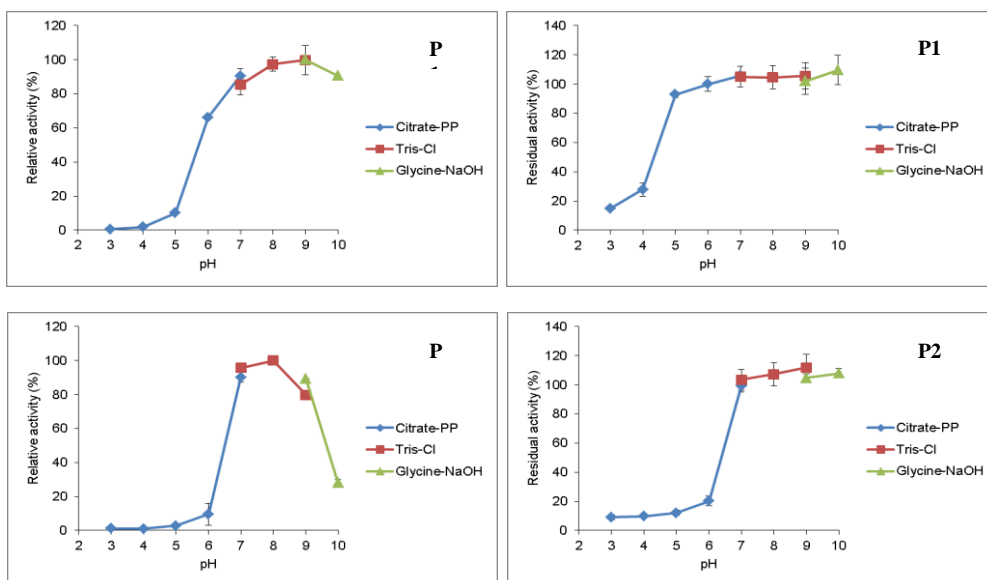 120
100
80
60
40
20
0
2 3 4 5 6 7 8 9 10
pH
Relative activity (%)
P
Citrate-PP
Tris-Cl
Glycine-NaOH
140
120
100
80
60
40
20
0
2 3 4 5 6 7 8 9 10
pH
Residual activity (%)
P1
Citrate-PP
Tris-Cl
Glycine-NaOH
120
100
80
60
40
20
0
2 3 4 5 6 7 8 9 10
pH
Relative activity (%)
P
Citrate-PP
Tris-Cl
Glycine-NaOH
140
120
100
80
60
40
20
0
2 3 4 5 6 7 8 9 10
pH
Residual activity (%)
P2
Citrate-PP
Tris-Cl
Glycine-NaOH